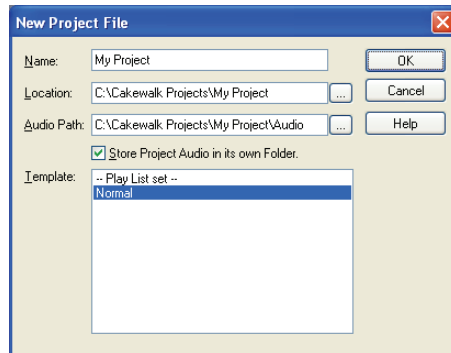 New Project File
Name: My Project OK
Location: C:\Cakewalk Projects\My Project ... Cancel
Audio Path: C:\Cakewalk Projects\My Project\Audio ... Help
Store Project Audio in its own Folder.
Template: -- Play List set --
Normal